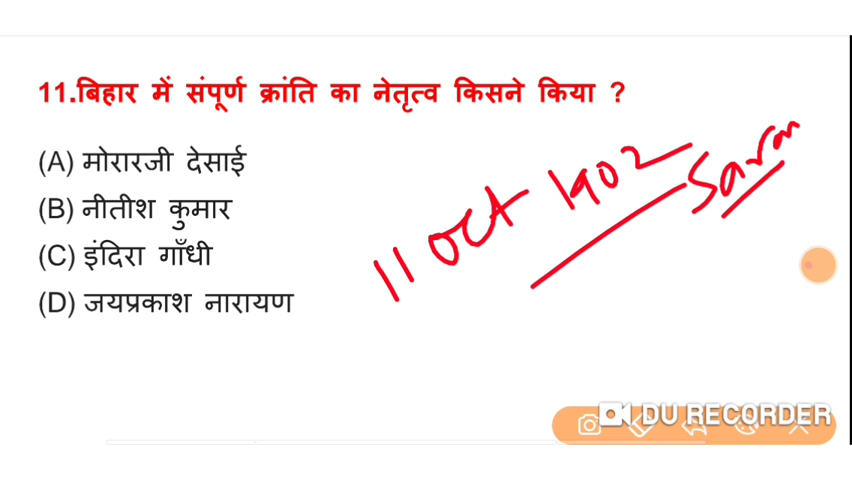 11.बिहार में संपूर्ण क्रांति का नेतृत्व किसने किया ?
(A) मोरारजी देसाई
(B) नीतीश कुमार
(C) इंदिरा गाँधी
(D) जयप्रकाश नारायण
11 Oct 1902
Saran
DU RECORDER